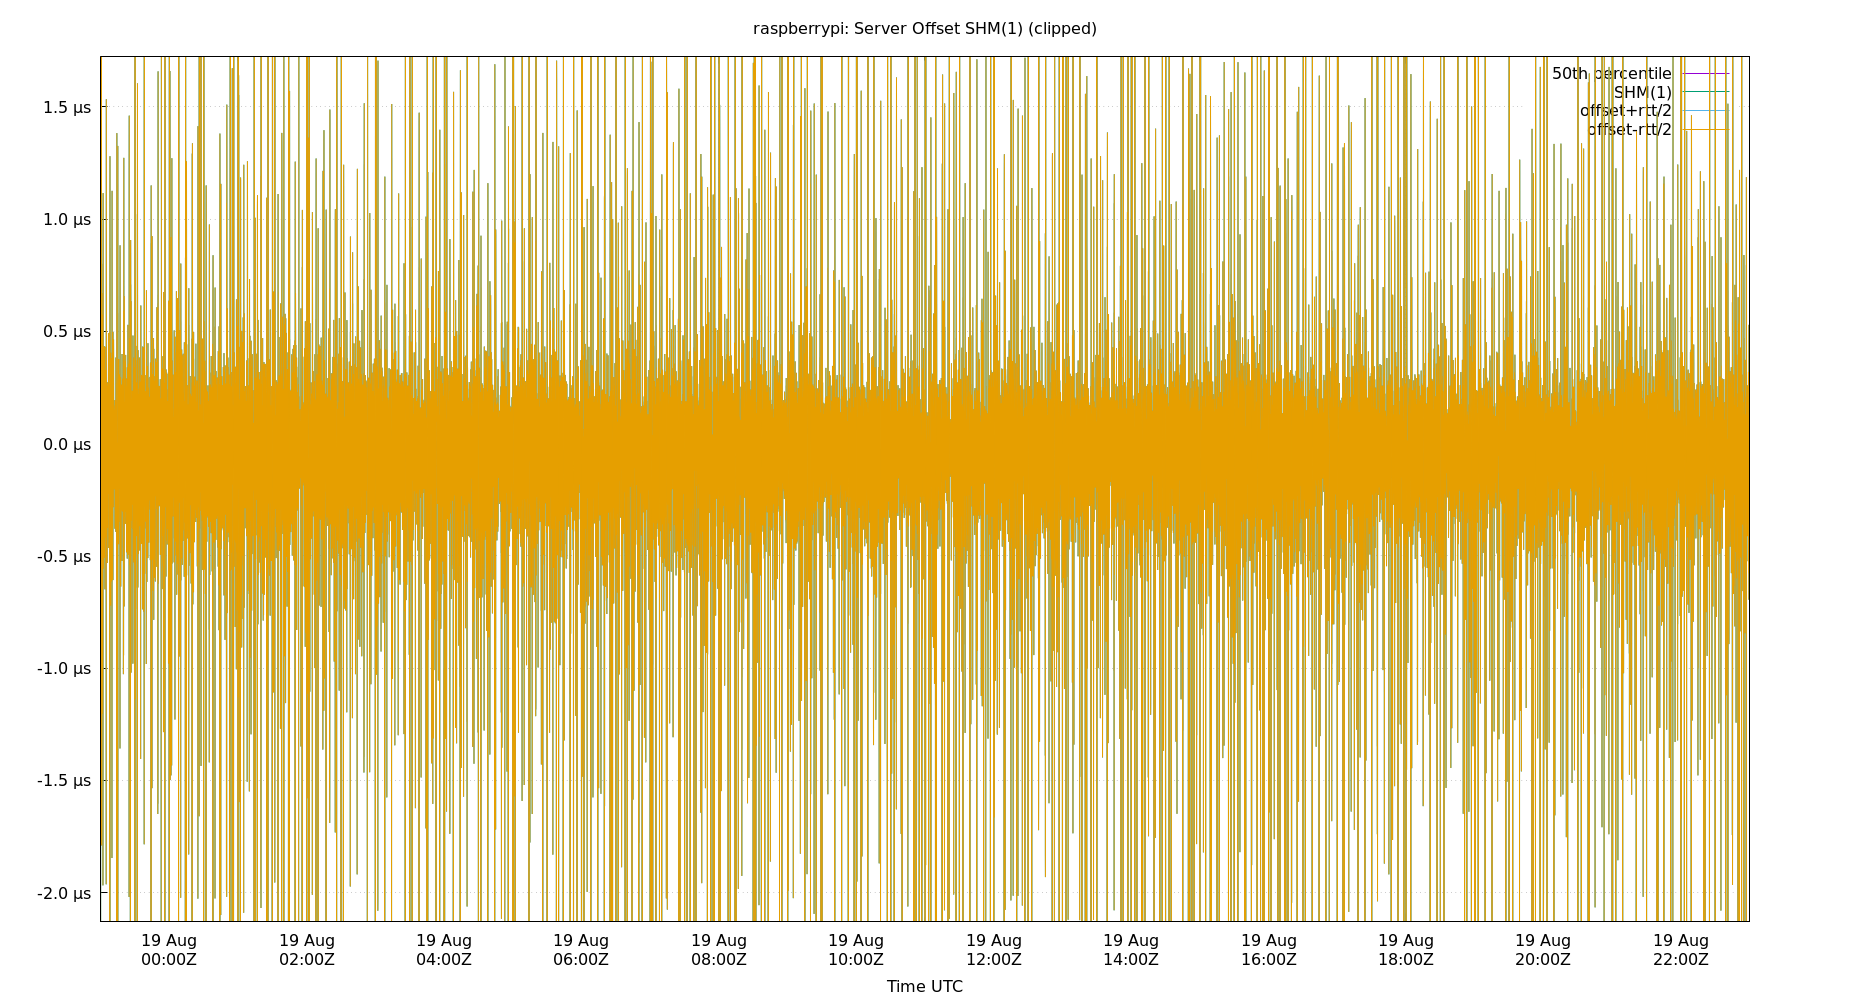 raspberrypi: Server Offset SHM(1) (clipped)
50th percentile
SHM(1)
offset+rtt/2
offset-rtt/2
1.5 µs
1.0 µs
0.5 µs
0.0 µs
-0.5 µs
-1.0 µs
-1.5 µs
-2.0 µs
19 Aug 19 Aug 19 Aug 19 Aug 19 Aug 19 Aug 19 Aug 19 Aug 19 Aug 19 Aug 19 Aug 19 Aug
00:00Z 02:00Z 04:00Z 06:00Z 08:00Z 10:00Z 12:00Z 14:00Z 16:00Z 18:00Z 20:00Z 22:00Z
Time UTC